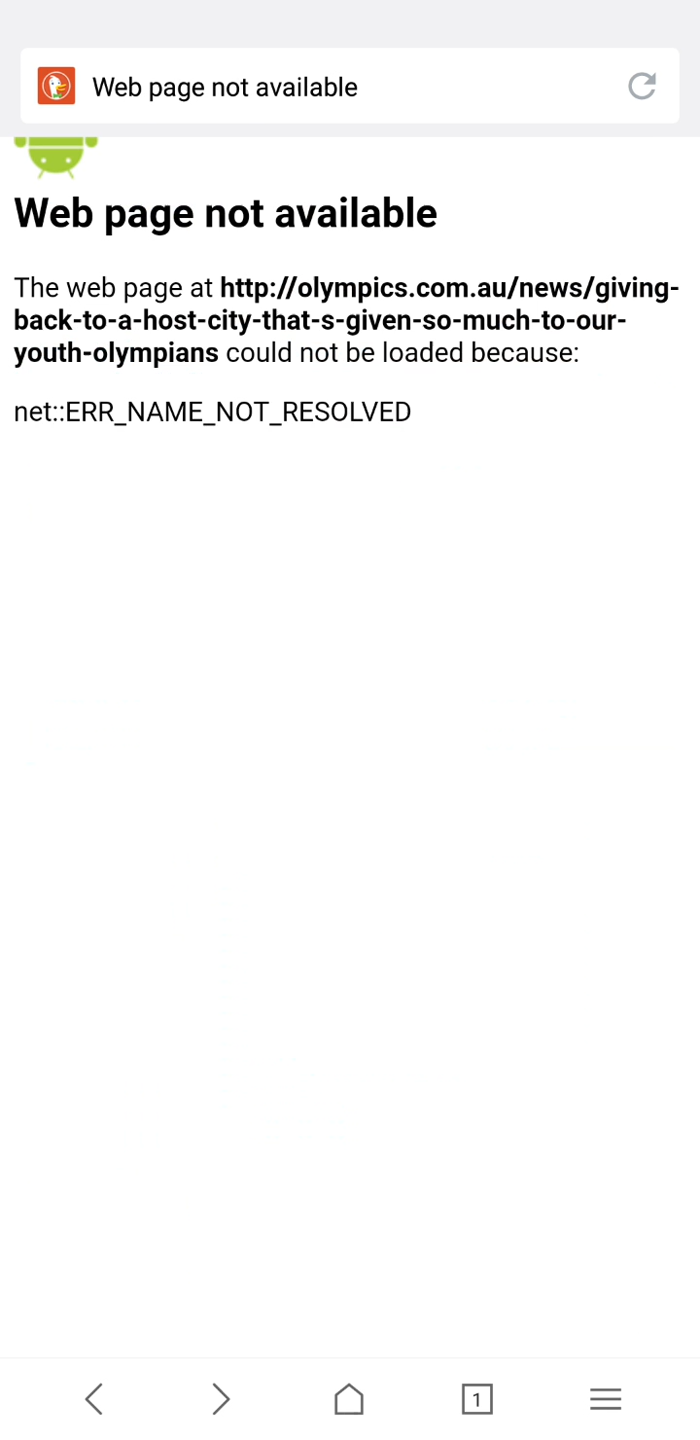 Web page not available
Web page not available
The web page at http://olympics.com.au/news/giving-
back-to-a-host-city-that-s-given-so-much-to-our-
youth-olympians could not be loaded because:
net::ERR_NAME_NOT_RESOLVED
1